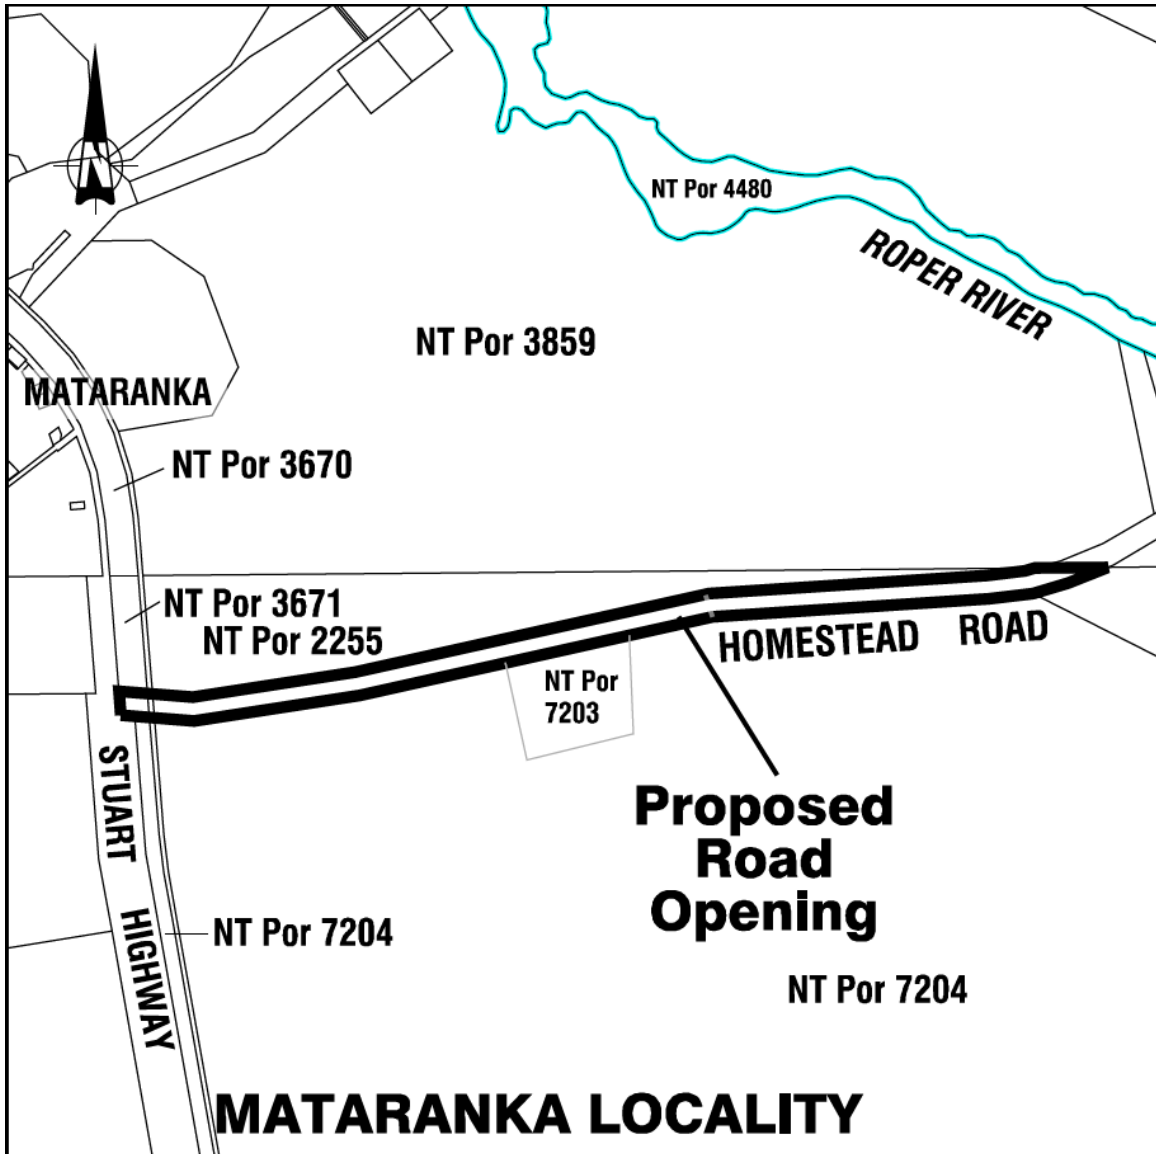 NT Por 4480
ROPER RIVER
NT Por 3859
MATARANKA
NT Por 3670
NT Por 3671
NT Por 2255
HOMESTEAD ROAD
NT Por
7203
STUART HIGHWAY
Proposed
Road
Opening
NT Por 7204
NT Por 7204
MATARANKA LOCALITY